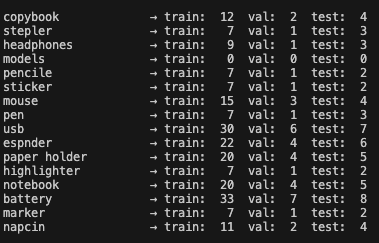 copybook → train: 12 val: 2 test: 4
stepler → train: 7 val: 1 test: 3
headphones → train: 9 val: 1 test: 3
models → train: 0 val: 0 test: 0
pencile → train: 7 val: 1 test: 2
sticker → train: 7 val: 1 test: 2
mouse → train: 15 val: 3 test: 4
pen → train: 7 val: 1 test: 3
usb → train: 30 val: 6 test: 7
espnder → train: 22 val: 4 test: 6
paper holder → train: 20 val: 4 test: 5
highlighter → train: 7 val: 1 test: 2
notebook → train: 20 val: 4 test: 5
battery → train: 33 val: 7 test: 8
marker → train: 7 val: 1 test: 2
napcin → train: 11 val: 2 test: 4